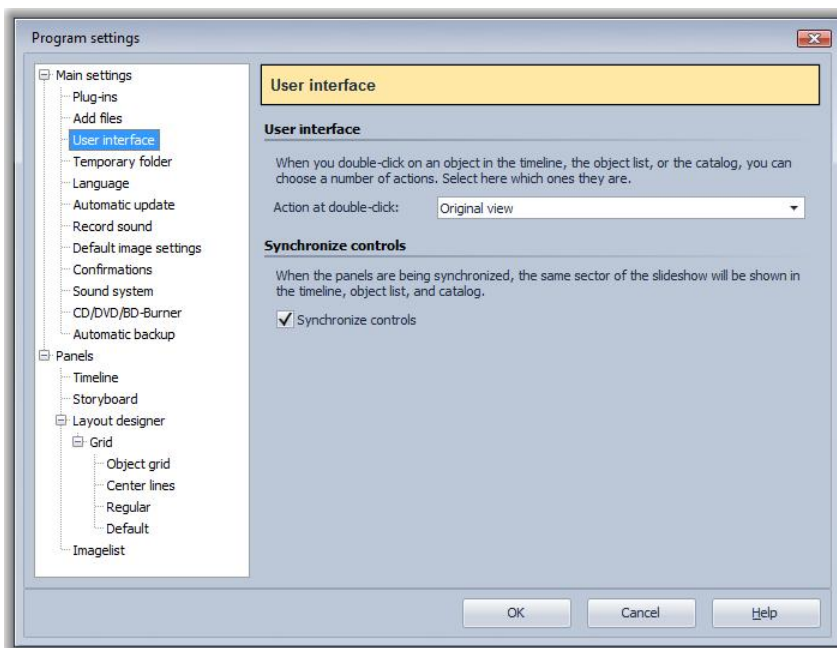 Program settings
Main settings
Plug-ins
Add files
User interface
Temporary folder
Language
Automatic update
Record sound
Default image settings
Confirmations
Sound system
CD/DVD/BD-Burner
Automatic backup
Panels
Timeline
Storyboard
Layout designer
Grid
Object grid
Center lines
Regular
Default
Imagelist
User interface
User interface
When you double-click on an object in the timeline, the object list, or the catalog, you can
choose a number of actions. Select here which ones they are.
Action at double-click: Original view
Synchronize controls
When the panels are being synchronized, the same sector of the slideshow will be shown in
the timeline, object list, and catalog.
Synchronize controls
OK Cancel Help